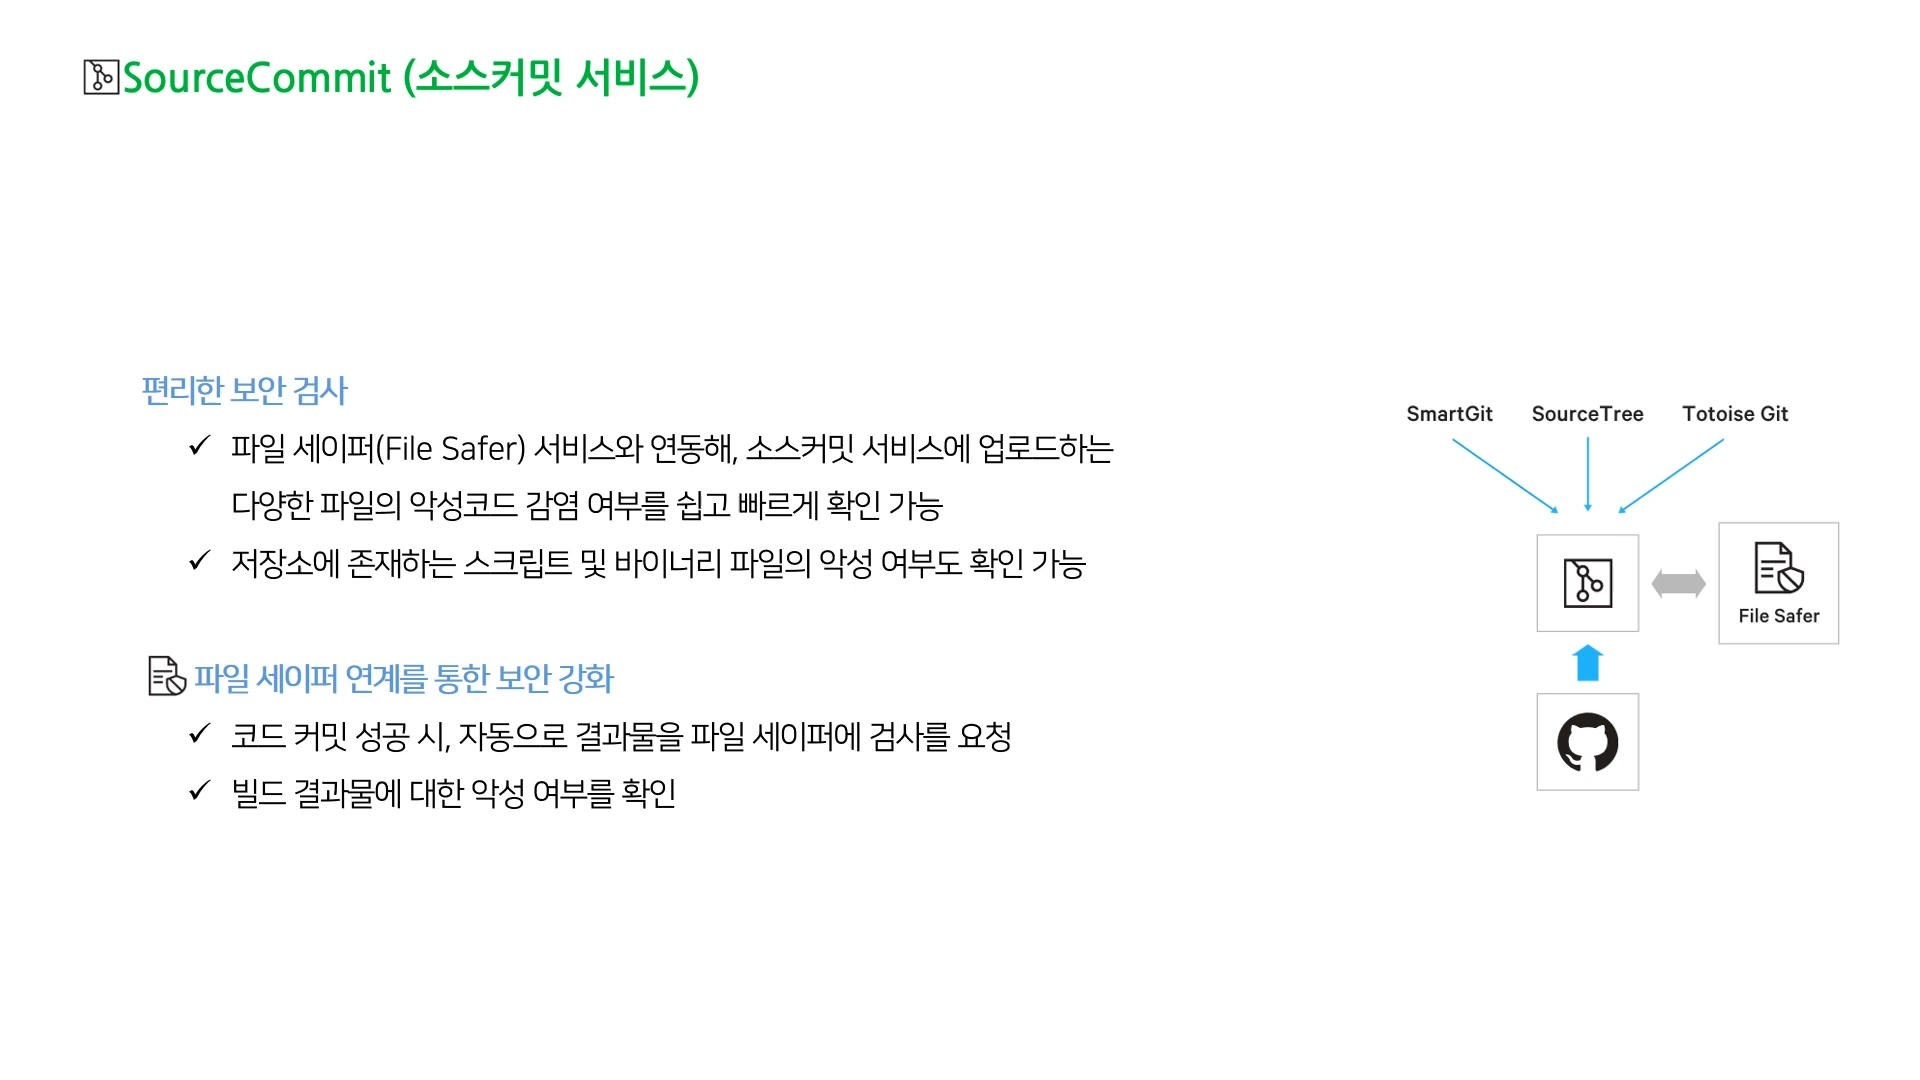 SourceCommit (소스커밋 서비스)
편리한 보안 검사
✓ 파일 세이퍼(File Safer) 서비스와 연동해, 소스커밋 서비스에 업로드하는
다양한 파일의 악성코드 감염 여부를 쉽고 빠르게 확인 가능
✓ 저장소에 존재하는 스크립트 및 바이너리 파일의 악성 여부도 확인 가능
파일 세이퍼 연계를 통한 보안 강화
✓ 코드 커밋 성공 시, 자동으로 결과물을 파일 세이퍼에 검사를 요청
✓ 빌드 결과물에 대한 악성 여부를 확인
SmartGit SourceTree Totoise Git
File Safer